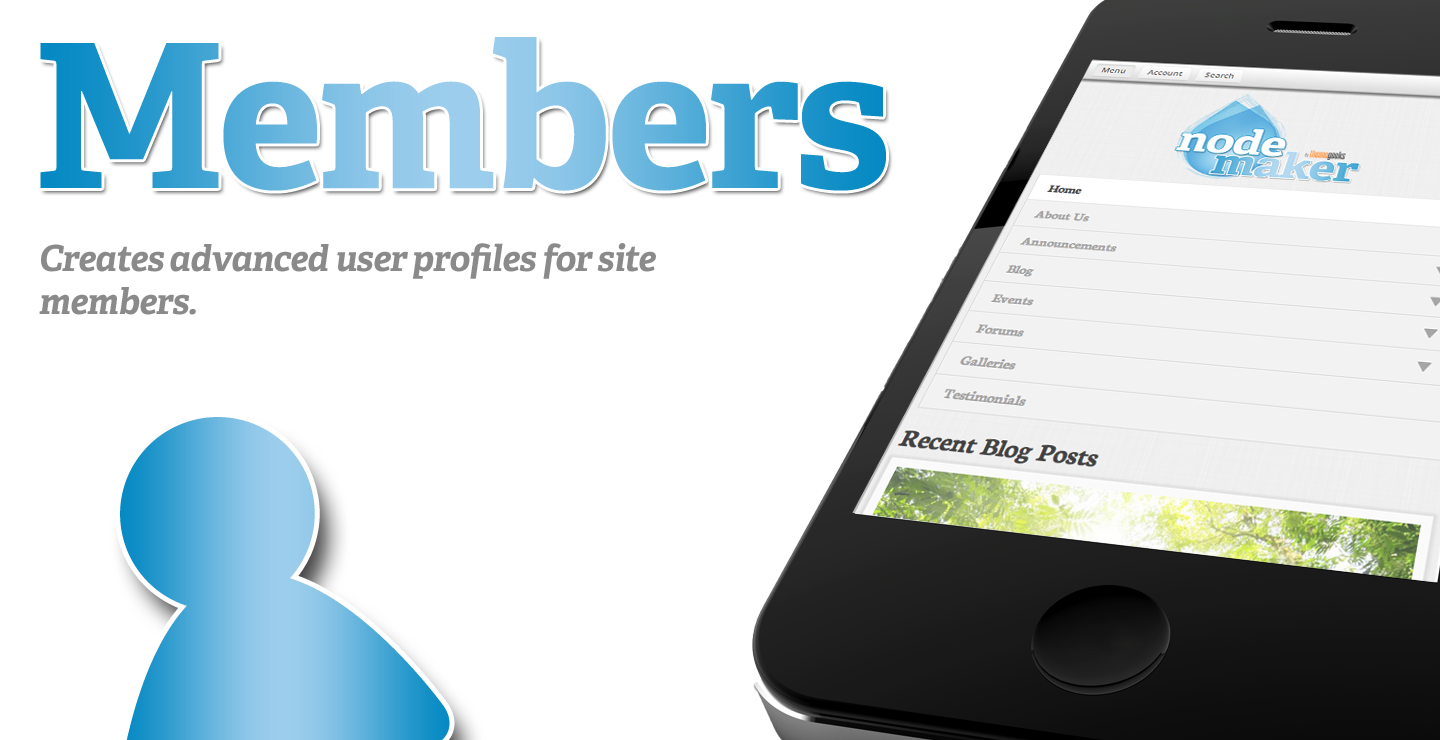 Members
Creates advanced user profiles for site
members.
Menu Account Search
node
maker
by themegeeks
Home
About Us
Announcements
Blog
Events
Forums
Galleries
Testimonials
Recent Blog Posts